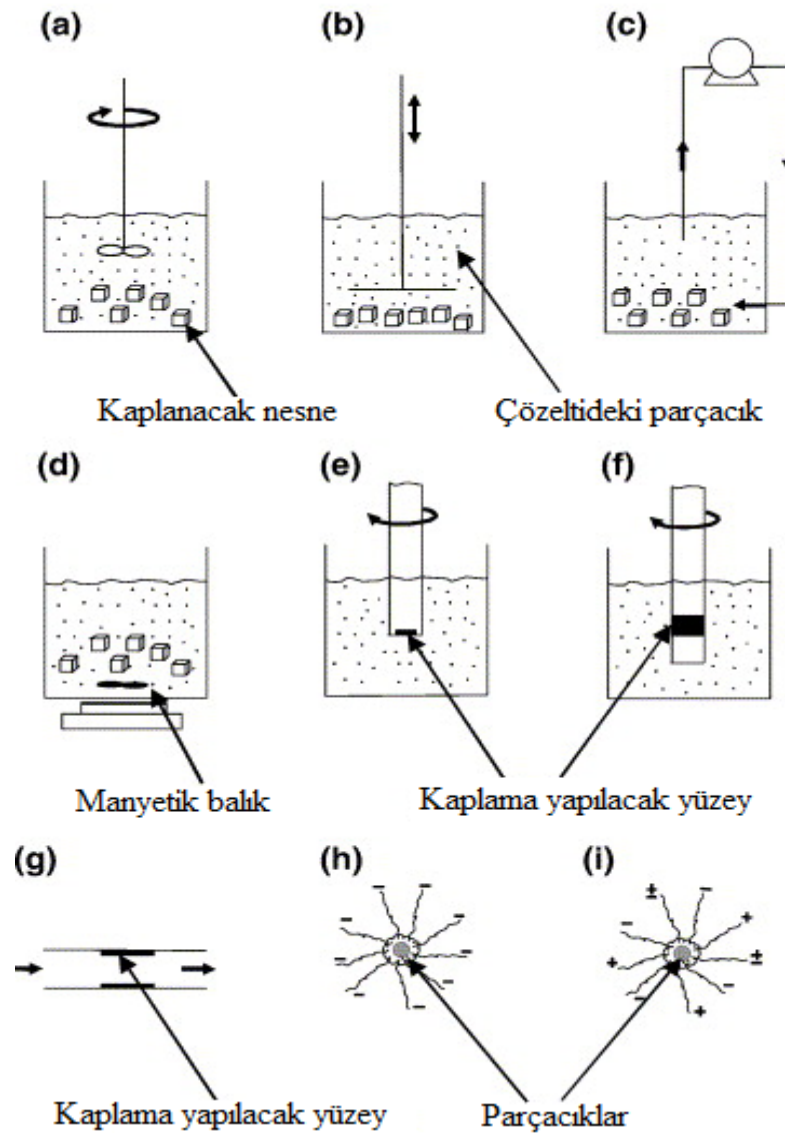 (a) (b) (c)
Kaplanacak nesne Çözeltideki parçacık
(d) (e) (f)
Manyetik balık Kaplama yapılacak yüzey
(g) (h) (i)
− − − − − − − − −
± − + ± − + − + −
Kaplama yapılacak yüzey Parçacıklar